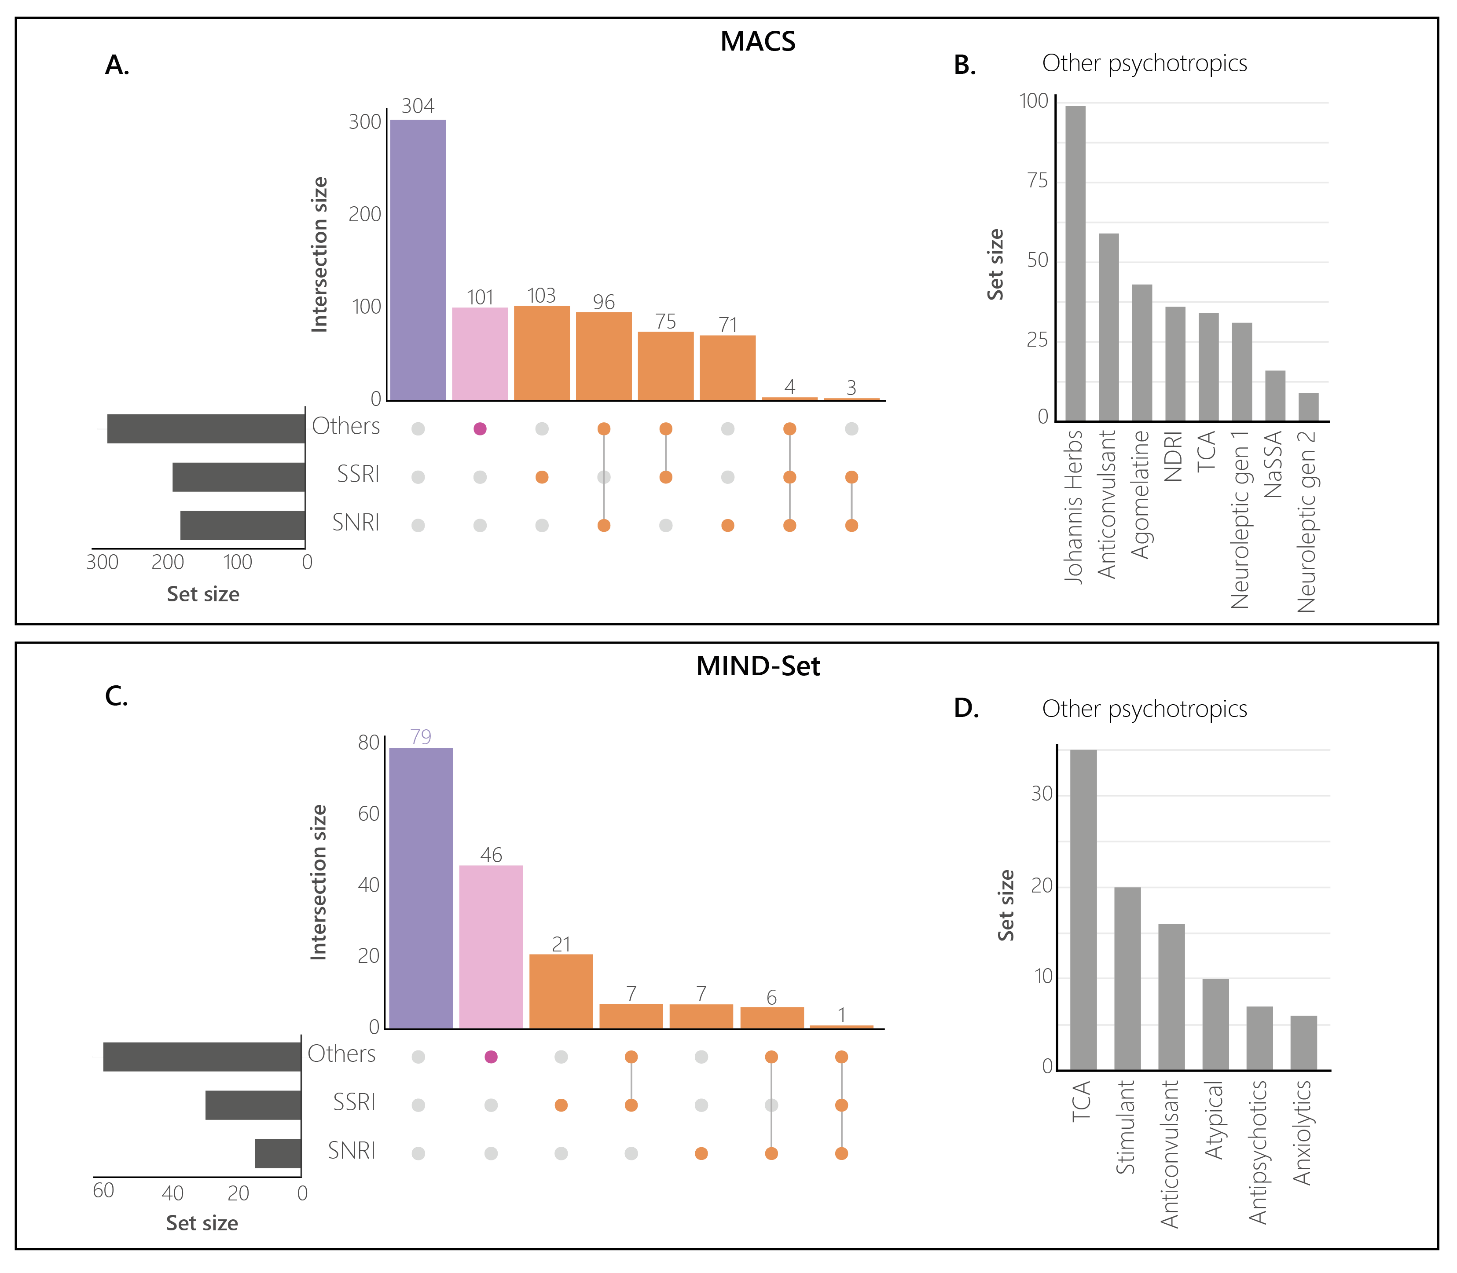 MACS
A.
304
300
200
100
0
Intersection size
101
103
96
75
71
4
3
Others
SSRI
SNRI
300 200 100 0
Set size
B.
Other psychotropics
100
75
50
25
0
Set size
Johannis Herbs
Anticonvulsant
Agomelatine
NDRI
TCA
Neuroleptic gen 1
NaSSA
Neuroleptic gen 2
MIND-Set
C.
79
80
60
40
20
0
Intersection size
46
21
7
7
6
1
Others
SSRI
SNRI
60 40 20 0
Set size
D.
Other psychotropics
30
20
10
0
Set size
TCA
Stimulant
Anticonvulsant
Atypical
Antipsychotics
Anxiolytics